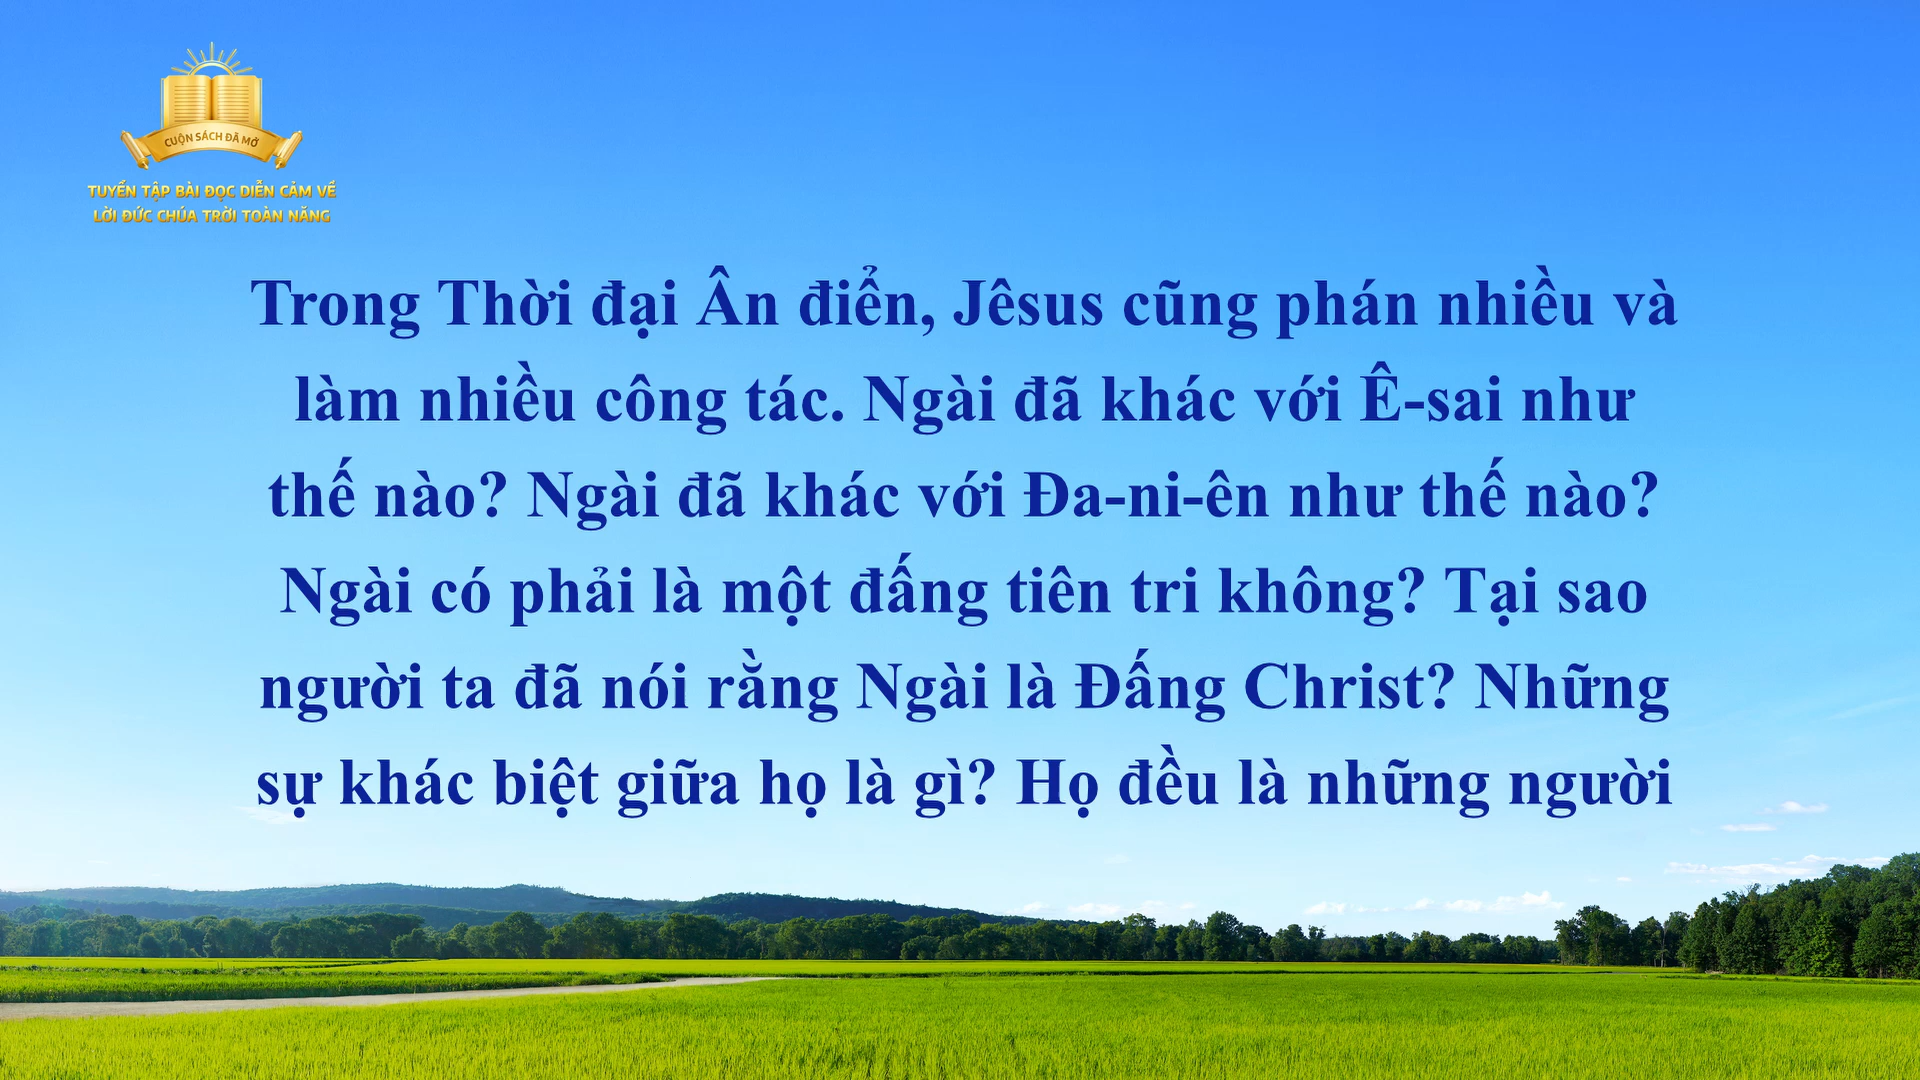 CUỘN SÁCH ĐÃ MỞ
TUYỂN TẬP BÀI ĐỌC DIỄN CẢM VỀ
LỜI ĐỨC CHÚA TRỜI TOÀN NĂNG
Trong Thời đại Ân điển, Jêsus cũng phán nhiều và
làm nhiều công tác. Ngài đã khác với Ê-sai như
thế nào? Ngài đã khác với Đa-ni-ên như thế nào?
Ngài có phải là một đấng tiên tri không? Tại sao
người ta đã nói rằng Ngài là Đấng Christ? Những
sự khác biệt giữa họ là gì? Họ đều là những người